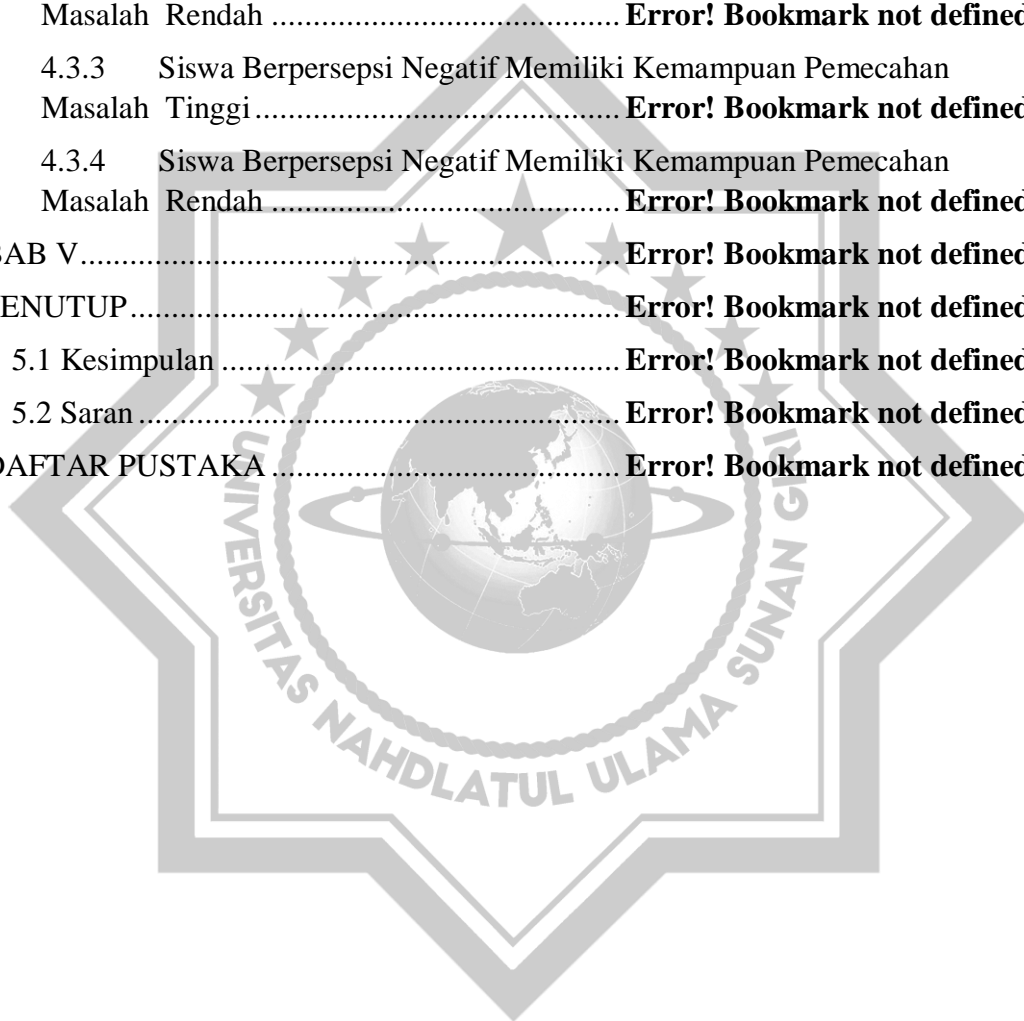 Masalah Rendah .......................................... Error! Bookmark not defined
4.3.3 Siswa Berpersepsi Negatif Memiliki Kemampuan Pemecahan
Masalah Tinggi ............................................ Error! Bookmark not defined
4.3.4 Siswa Berpersepsi Negatif Memiliki Kemampuan Pemecahan
Masalah Rendah .......................................... Error! Bookmark not defined
BAB V................................................................. Error! Bookmark not defined
ENUTUP ........................................................... Error! Bookmark not defined
5.1 Kesimpulan ................................................ Error! Bookmark not defined
5.2 Saran .......................................................... Error! Bookmark not defined
DAFTAR PUSTAKA .......................................... Error! Bookmark not defined
UNIVERSITAS NAHDLATUL ULAMA SUNAN GIRI